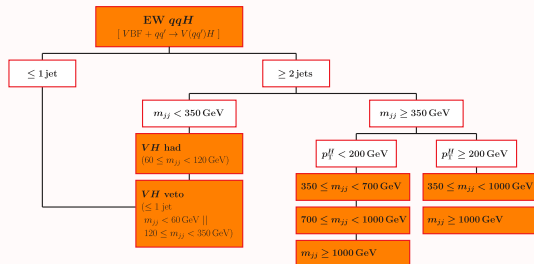 EW qqH
[ VBF + qq′ → V(qq′)H ]
≤ 1 jet
≥ 2 jets
m_jj < 350 GeV
m_jj ≥ 350 GeV
VH had
(60 ≤ m_jj < 120 GeV)
p_T^H < 200 GeV
p_T^H ≥ 200 GeV
VH veto
(≤ 1 jet
m_jj < 60 GeV ||
120 ≤ m_jj < 350 GeV)
350 ≤ m_jj < 700 GeV
350 ≤ m_jj < 1000 GeV
700 ≤ m_jj < 1000 GeV
m_jj ≥ 1000 GeV
m_jj ≥ 1000 GeV